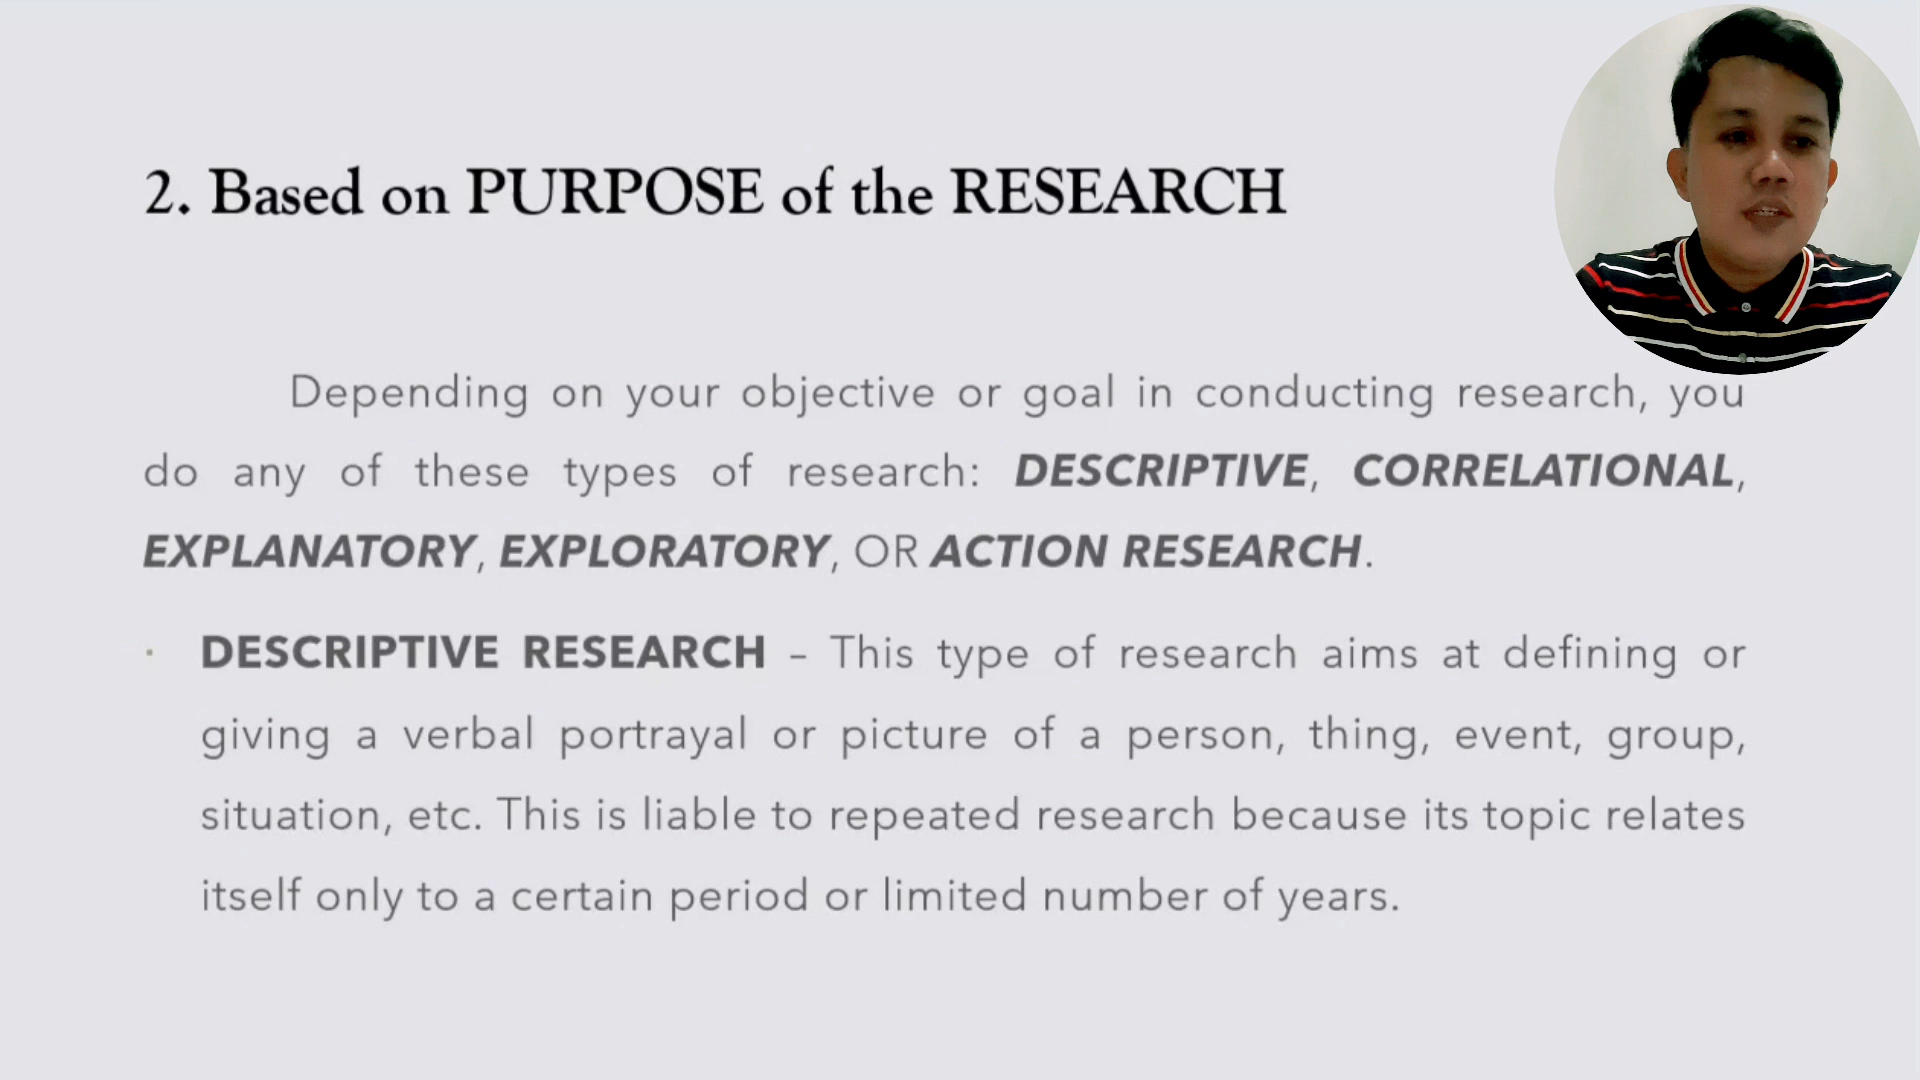 2. Based on PURPOSE of the RESEARCH
Depending on your objective or goal in conducting research, you
do any of these types of research: DESCRIPTIVE, CORRELATIONAL,
EXPLANATORY, EXPLORATORY, OR ACTION RESEARCH.
· DESCRIPTIVE RESEARCH – This type of research aims at defining or
giving a verbal portrayal or picture of a person, thing, event, group,
situation, etc. This is liable to repeated research because its topic relates
itself only to a certain period or limited number of years.